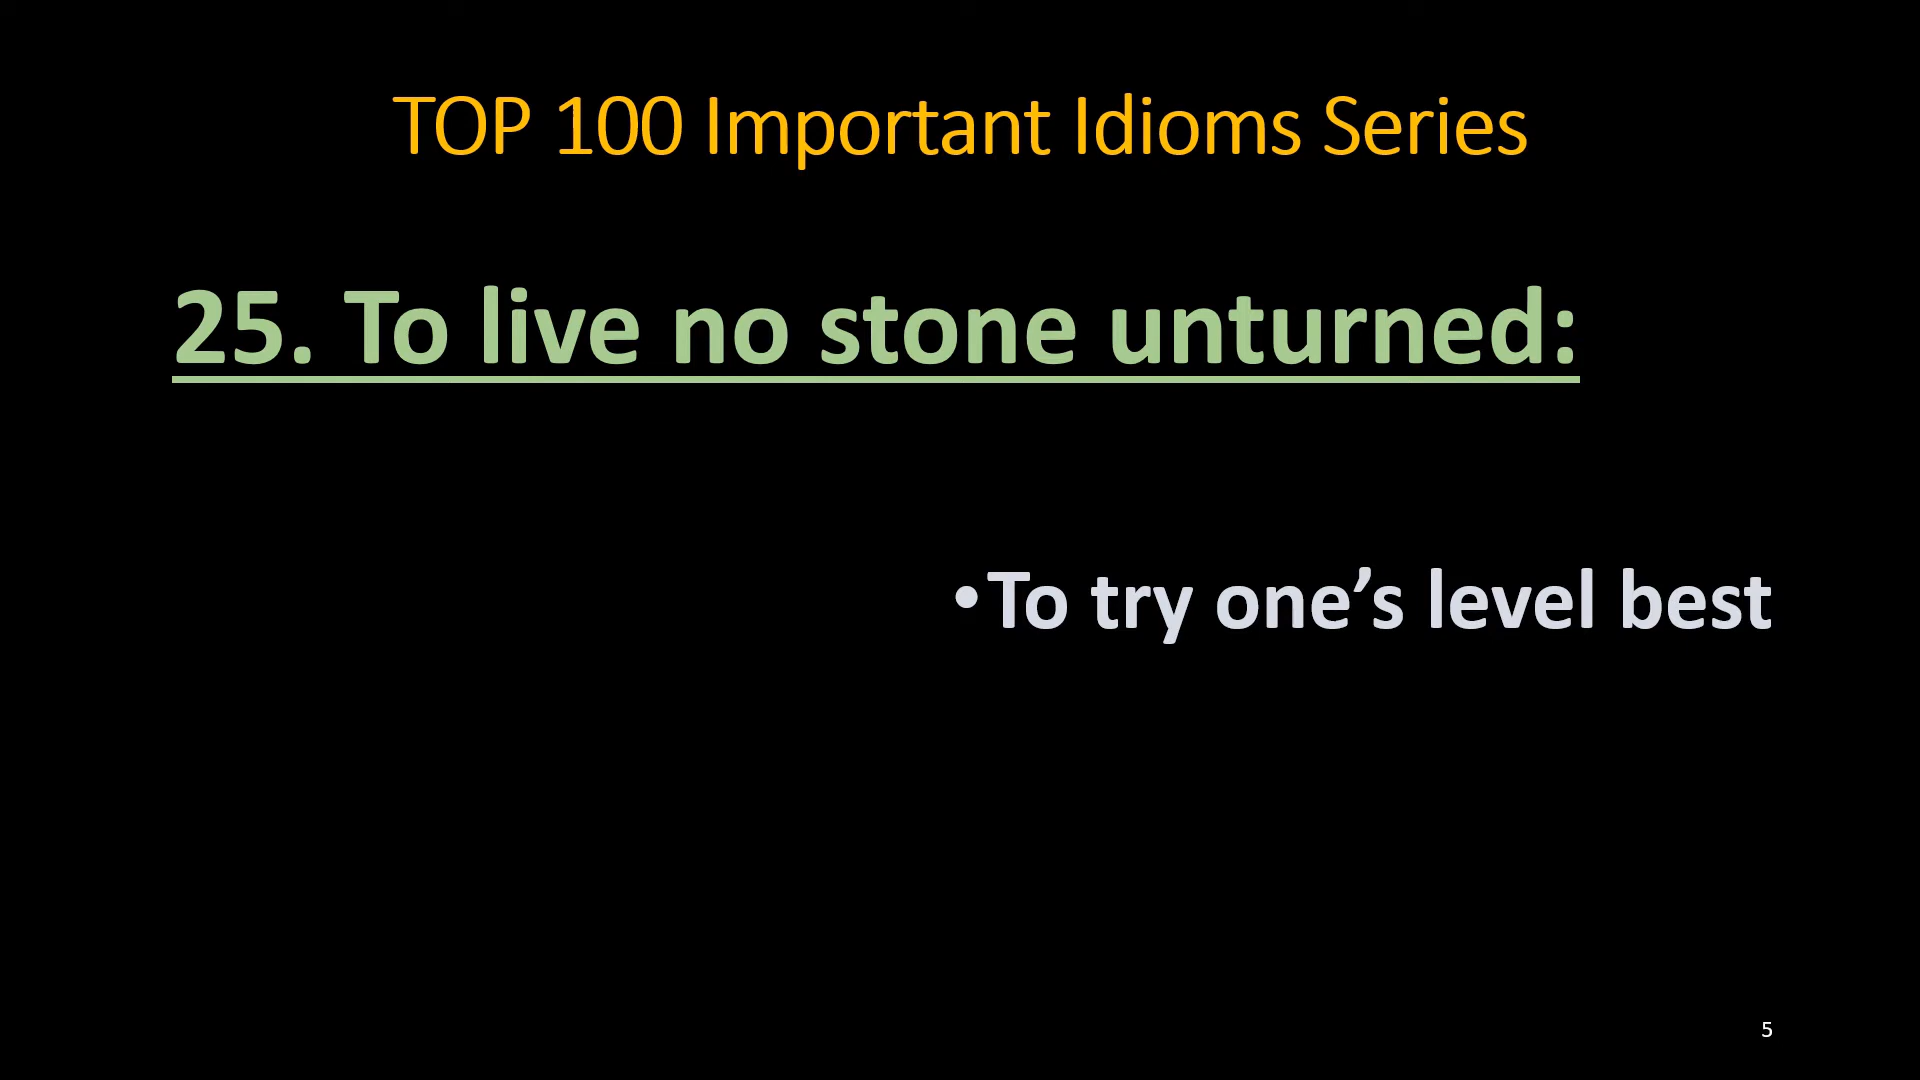 TOP 100 Important Idioms Series
25. To live no stone unturned:
•To try one’s level best
5